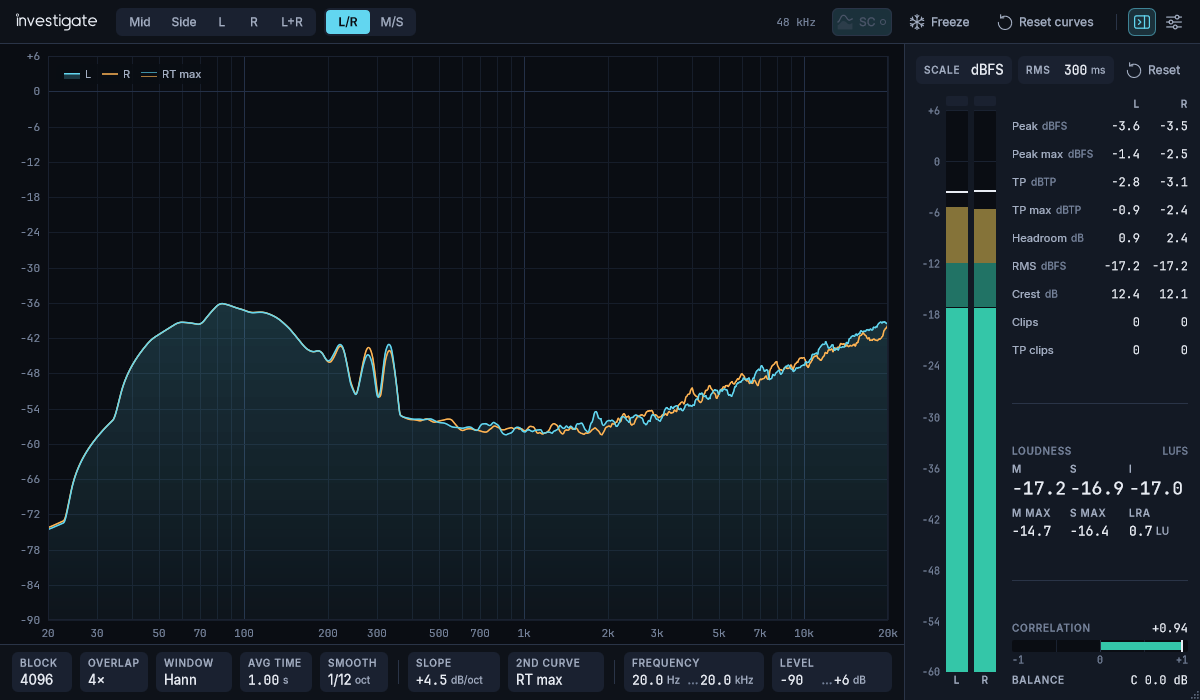 investigate Mid Side L R L+R L/R M/S 48 kHz SC Freeze Reset curves
SCALE dBFS RMS 300 ms Reset
L R RT max
+6
0
-6
-12
-18
-24
-30
-36
-42
-48
-54
-60
-66
-72
-78
-84
-90
20 30 50 70 100 200 300 500 700 1k 2k 3k 5k 7k 10k 20k
+6
0
-6
-12
-18
-24
-30
-36
-42
-48
-54
-60
L R
L R
Peak dBFS -3.6 -3.5
Peak max dBFS -1.4 -2.5
TP dBTP -2.8 -3.1
TP max dBTP -0.9 -2.4
Headroom dB 0.9 2.4
RMS dBFS -17.2 -17.2
Crest dB 12.4 12.1
Clips 0 0
TP clips 0 0
LOUDNESS LUFS
M S I
-17.2 -16.9 -17.0
M MAX S MAX LRA
-14.7 -16.4 0.7 LU
CORRELATION +0.94
-1 0 +1
BALANCE C 0.0 dB
BLOCK OVERLAP WINDOW AVG TIME SMOOTH SLOPE 2ND CURVE FREQUENCY LEVEL
4096 4× Hann 1.00 s 1/12 oct +4.5 dB/oct RT max 20.0 Hz ...20.0 kHz -90 ...+6 dB